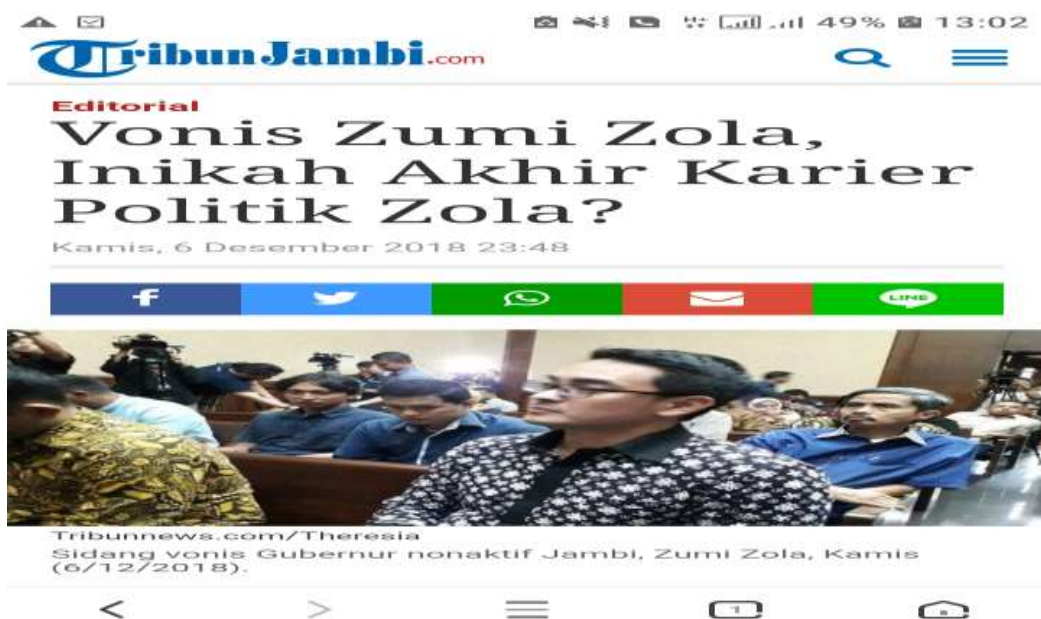 49% 13:02
TribunJambi.com
Editorial
Vonis Zumi Zola,
Inikah Akhir Karier
Politik Zola?
Kamis, 6 Desember 2018 23:48
f
LINE
Tribunnews.com/Theresia
Sidang vonis Gubernur nonaktif Jambi, Zumi Zola, Kamis
(6/12/2018).
1